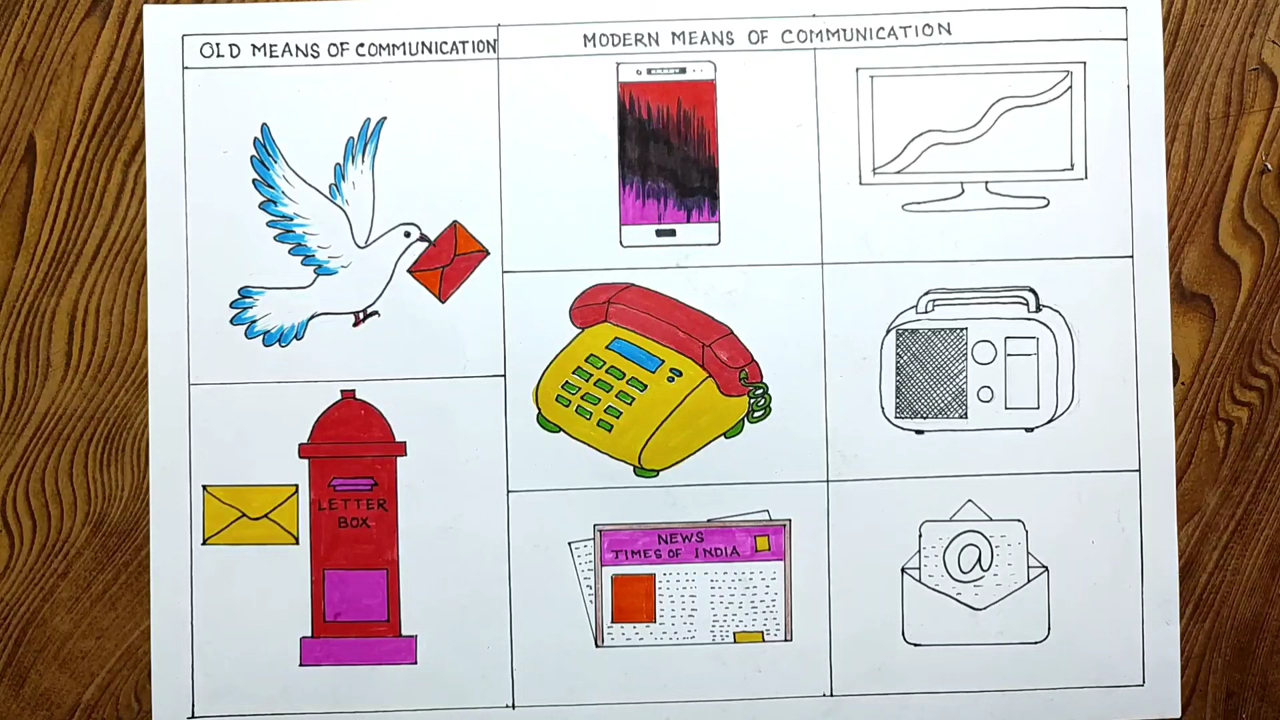 OLD MEANS OF COMMUNICATION
MODERN MEANS OF COMMUNICATION
LETTER
BOX
NEWS
TIMES OF INDIA
@